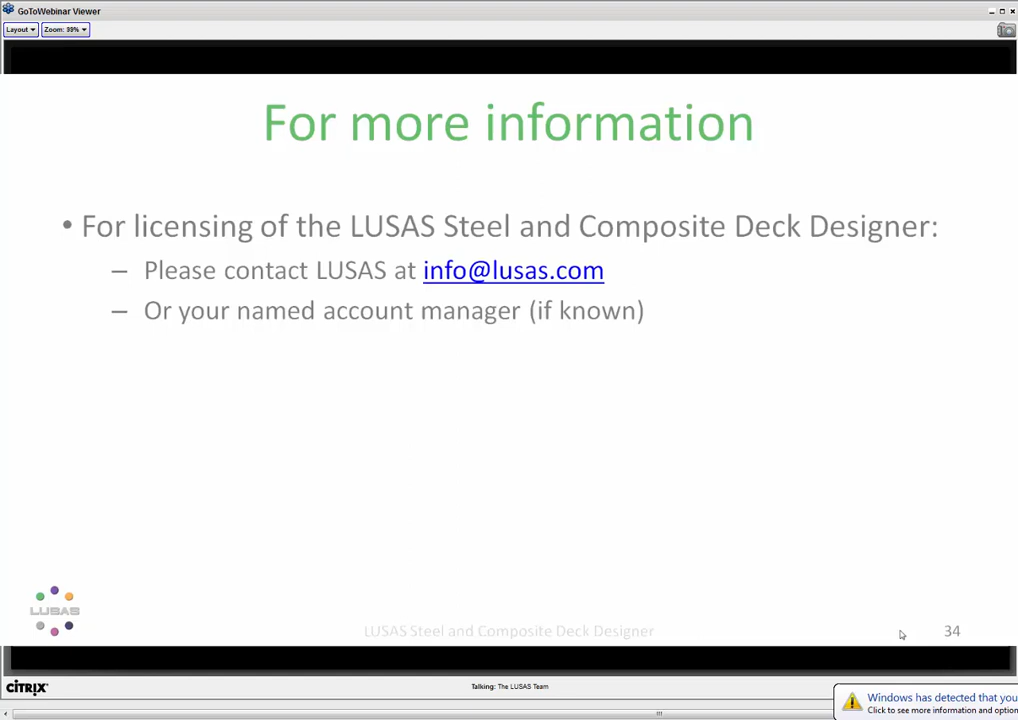 GoToWebinar Viewer
Layout
Zoom: 39%
For more information
• For licensing of the LUSAS Steel and Composite Deck Designer:
– Please contact LUSAS at info@lusas.com
– Or your named account manager (if known)
LUSAS
LUSAS Steel and Composite Deck Designer
34
CITRIX
Talking: The LUSAS Team
Windows has detected that you
Click to see more information and option